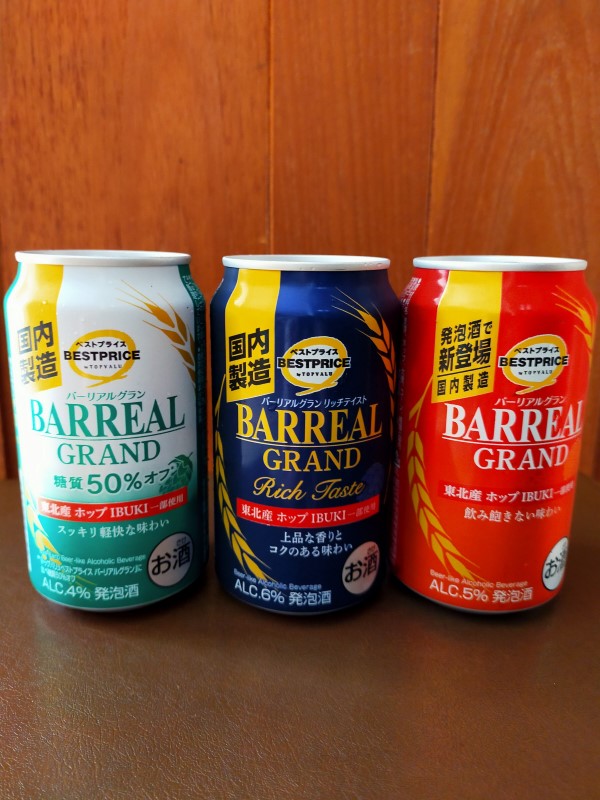 国内
製造
ベストプライス
BESTPRICE
by TOPVALU
バーリアルグラン
BARREAL
GRAND
糖質50%オフ
東北産 ホップ IBUKI 一部使用
スッキリ軽快な味わい
Beer-like Alcoholic Beverage
お酒
ALC.4% 発泡酒
国内
製造
ベストプライス
BESTPRICE
by TOPVALU
バーリアルグラン リッチテイスト
BARREAL
GRAND
Rich Taste
東北産 ホップ IBUKI 一部使用
上品な香りと
コクのある味わい
Beer-like Alcoholic Beverage
お酒
ALC.6% 発泡酒
発泡酒で
新登場
国内製造
ベストプライス
BESTPRICE
by TOPVALU
バーリアルグラン
BARREAL
GRAND
東北産 ホップ IBUKI 一部使用
飲み飽きない味わい
Beer-like Alcoholic Beverage
お酒
ALC.5% 発泡酒